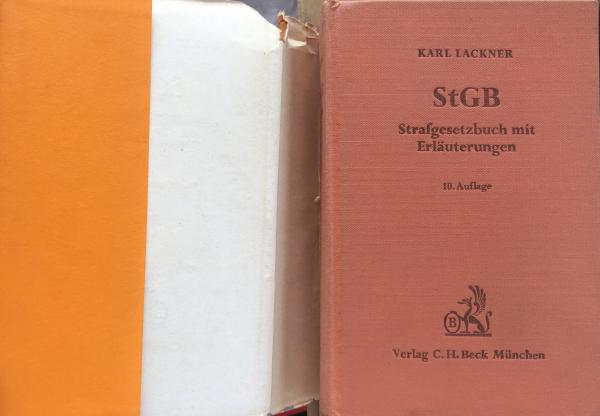 KARL LACKNER
StGB
Strafgesetzbuch mit
Erläuterungen
10. Auflage
B
Verlag C. H. Beck München